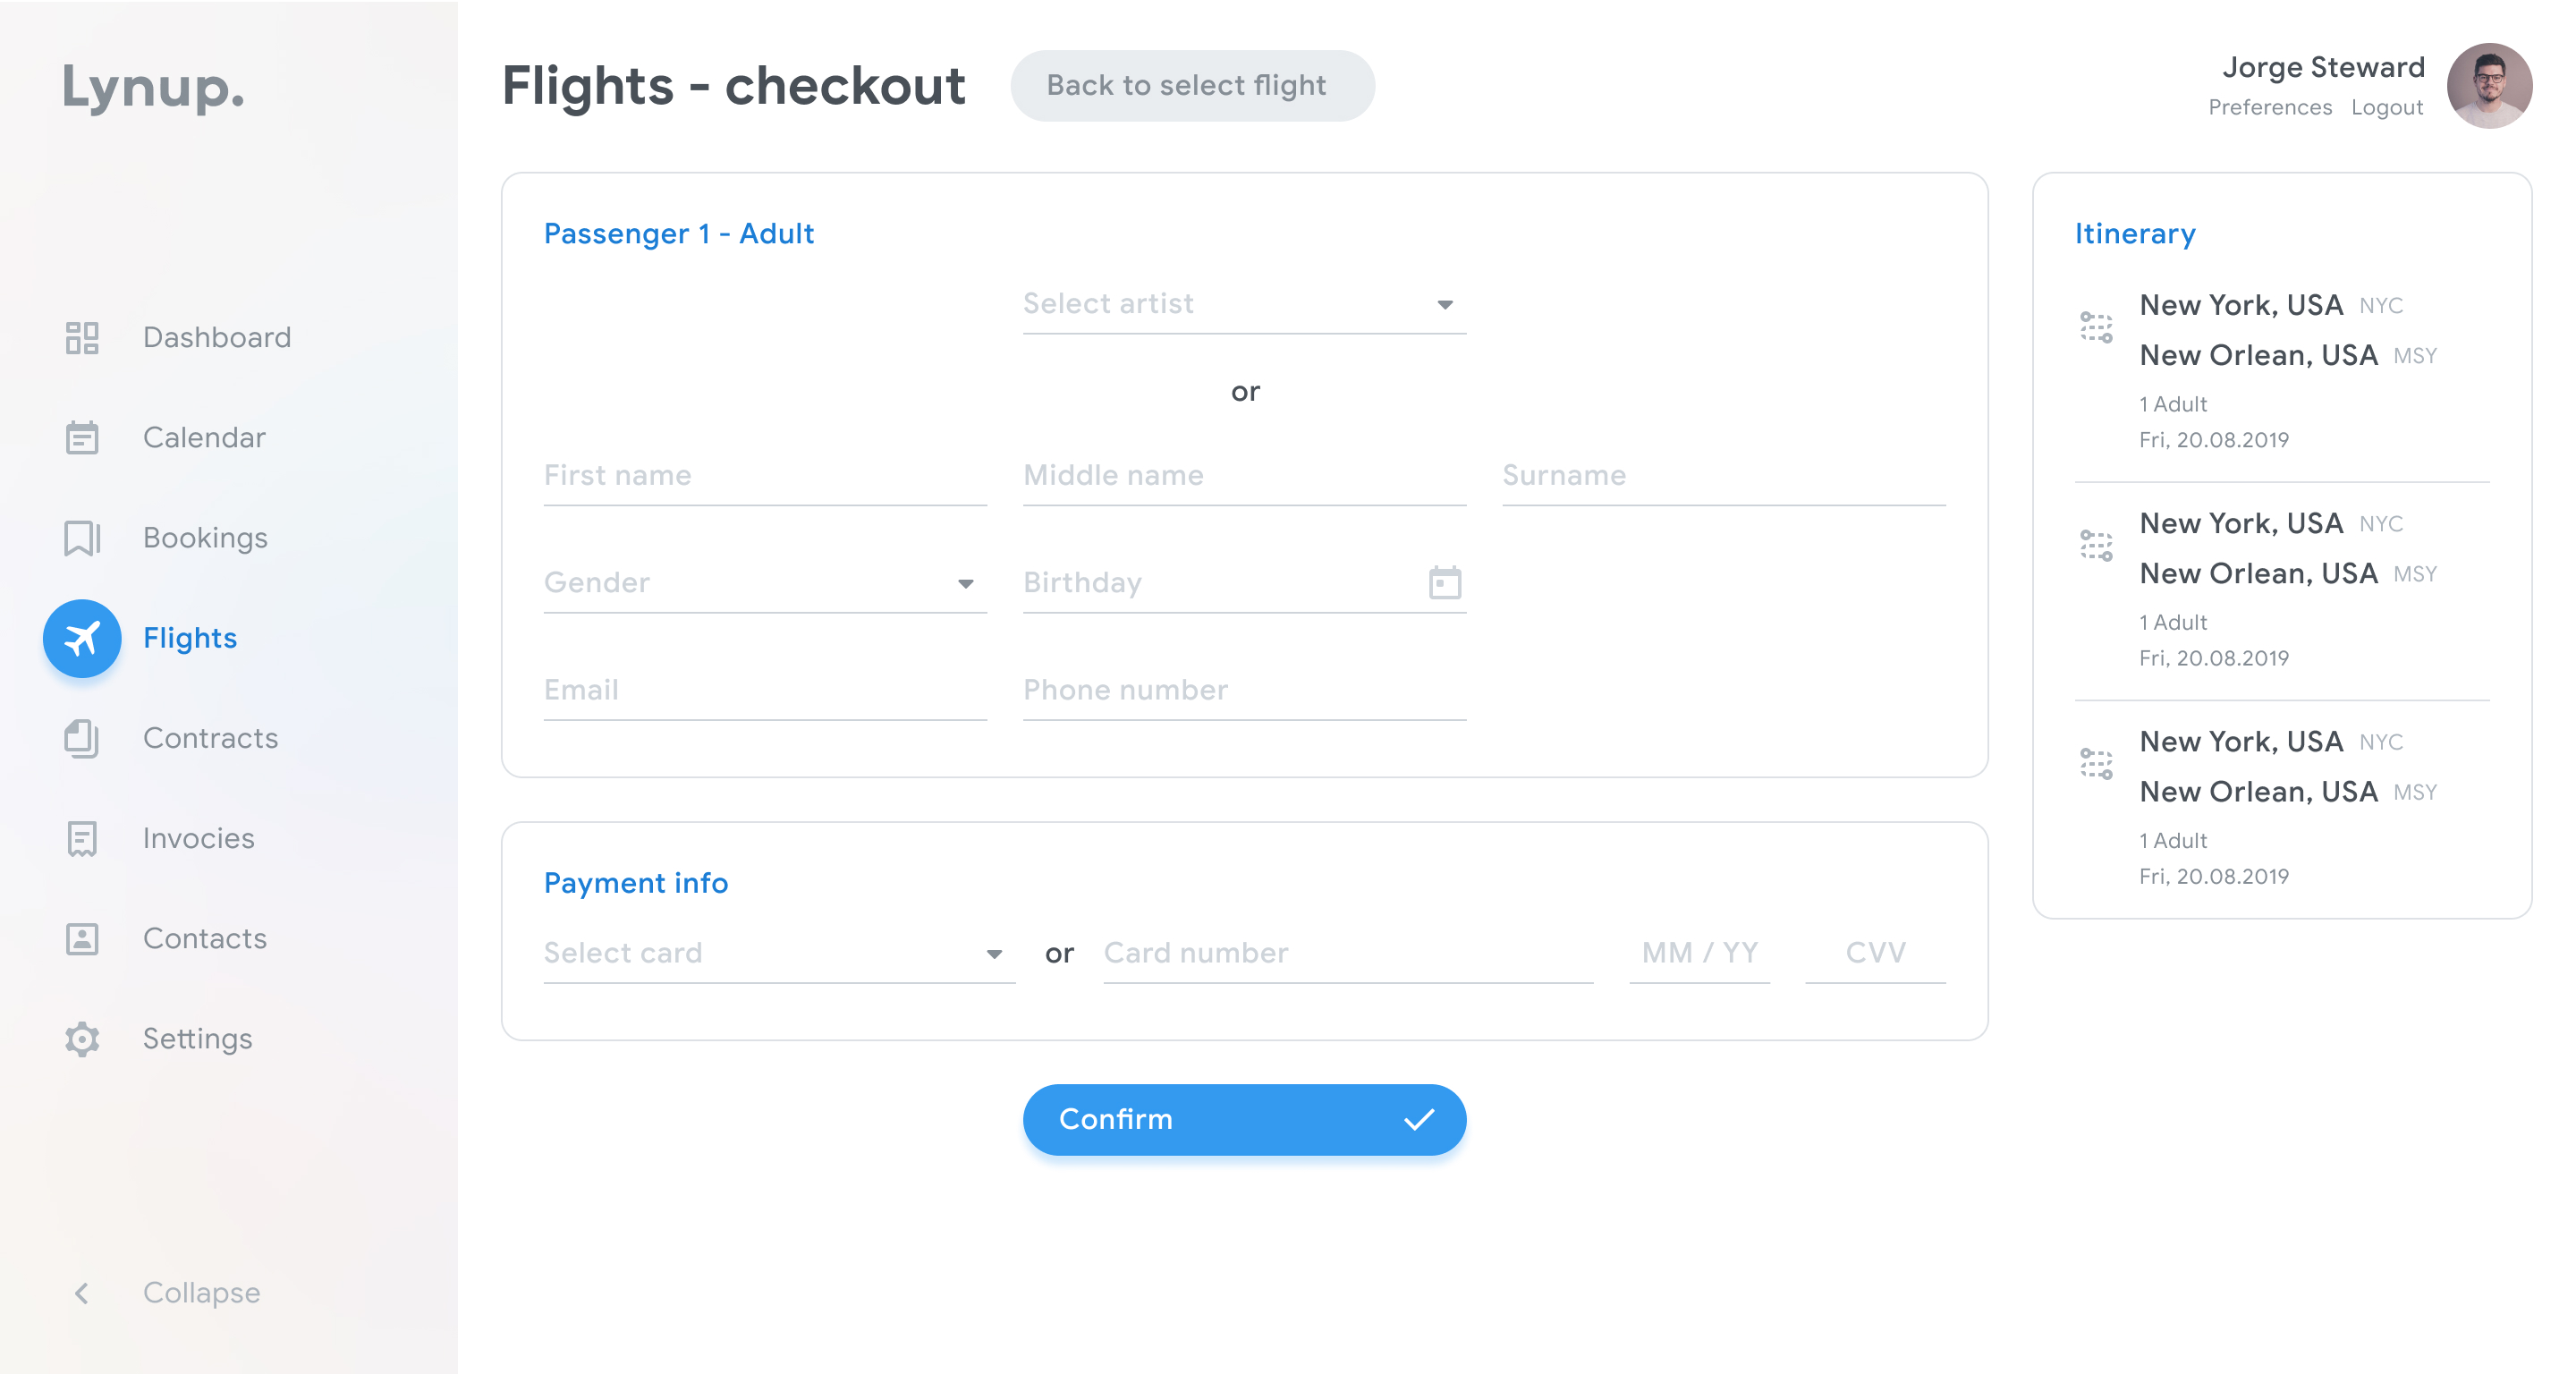 Lynup.
Dashboard
Calendar
Bookings
Flights
Contracts
Invocies
Contacts
Settings
Collapse
Flights - checkout
Back to select flight
Jorge Steward
Preferences Logout
Passenger 1 - Adult
Select artist
or
First name Middle name Surname
Gender Birthday
Email Phone number
Payment info
Select card or Card number MM / YY CVV
Confirm
Itinerary
New York, USA NYC
New Orlean, USA MSY
1 Adult
Fri, 20.08.2019
New York, USA NYC
New Orlean, USA MSY
1 Adult
Fri, 20.08.2019
New York, USA NYC
New Orlean, USA MSY
1 Adult
Fri, 20.08.2019